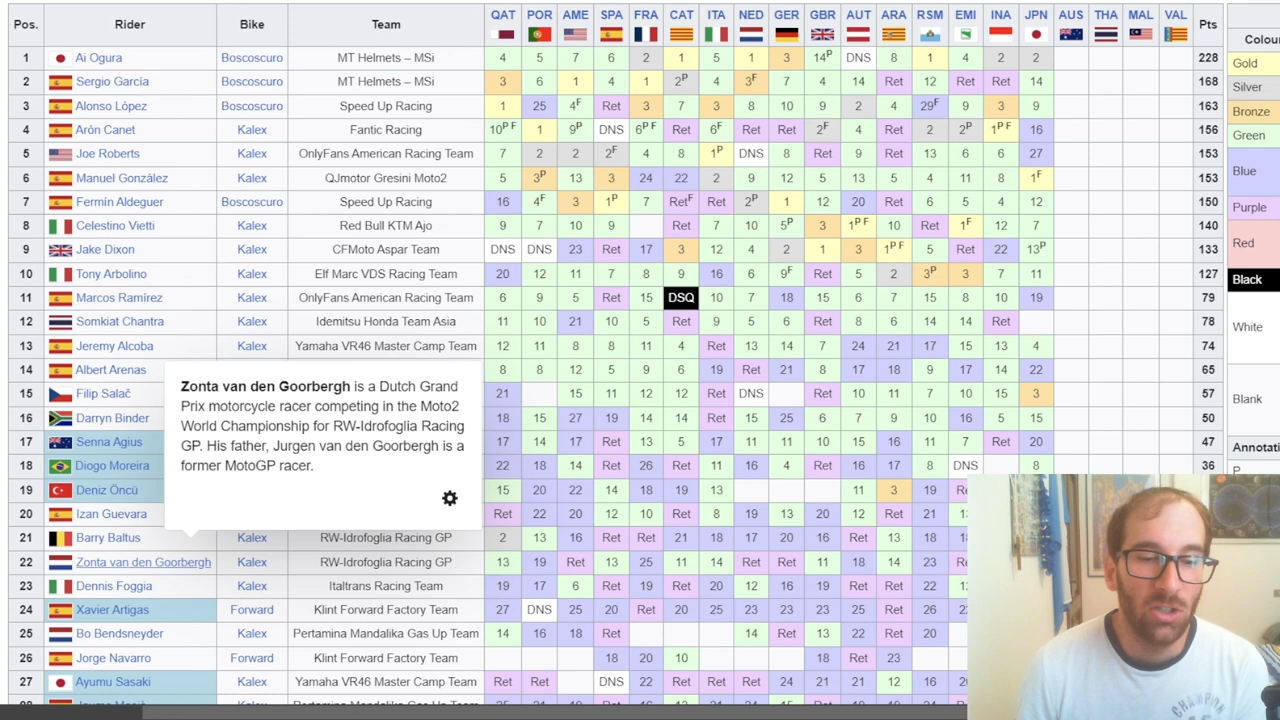 Pos. Rider Bike Team QAT POR AME SPA FRA CAT ITA NED GER GBR AUT ARA RSM EMI INA JPN AUS THA MAL VAL Pts
Colour
1 Ai Ogura Boscoscuro MT Helmets – MSi 4 5 7 6 2 1 5 1 3 14P DNS 8 1 4 2 2 228
Gold
2 Sergio García Boscoscuro MT Helmets – MSi 3 6 1 4 1 2P 4 3F 7 4 14 Ret 12 Ret Ret 14 168
Silver
3 Alonso López Boscoscuro Speed Up Racing 1 25 4F Ret 3 7 3 8 10 9 2 4 29F 9 3 9 163
Bronze
4 Arón Canet Kalex Fantic Racing 10P F 1 9P DNS 6P F Ret 6F Ret Ret 2F 4 Ret 2 2P 1P F 16 156
Green
5 Joe Roberts Kalex OnlyFans American Racing Team 7 2 2 2F 4 8 1P DNS 8 Ret 9 Ret 13 6 6 27 153
6 Manuel González Kalex QJmotor Gresini Moto2 5 3P 13 3 24 22 2 9 12 5 13 5 4 11 8 1F 153
Blue
7 Fermín Aldeguer Boscoscuro Speed Up Racing 16 4F 3 1P 7 RetF Ret 2P 1 12 20 Ret 6 5 4 12 150
Purple
8 Celestino Vietti Kalex Red Bull KTM Ajo 9 7 10 9 Ret 7 10 5P 3 1P F 10 Ret 1F 12 7 140
9 Jake Dixon Kalex CFMoto Aspar Team DNS DNS 23 Ret 17 3 12 4 2 1 3 1P F 5 Ret 22 13P 133
Red
10 Tony Arbolino Kalex Elf Marc VDS Racing Team 20 12 11 7 8 9 16 6 9F Ret 5 2 3P 3 7 11 127
Black
11 Marcos Ramírez Kalex OnlyFans American Racing Team 6 9 5 Ret 15 DSQ 10 7 18 15 6 7 15 8 10 19 79
12 Somkiat Chantra Kalex Idemitsu Honda Team Asia 11 10 21 10 5 Ret 9 5 6 Ret 8 6 14 14 Ret 78
White
13 Jeremy Alcoba Kalex Yamaha VR46 Master Camp Team 12 11 8 8 11 4 Ret 13 14 7 24 21 17 15 13 4 74
14 Albert Arenas 8 8 12 5 9 6 19 Ret 21 8 17 18 9 17 14 22 65
15 Filip Salač 21 15 11 12 12 Ret DNS Ret 10 11 7 10 15 3 57
Blank
16 Darryn Binder 18 15 27 19 14 14 Ret 15 25 6 8 9 10 16 5 15 50
17 Senna Agius 17 14 17 Ret 13 5 17 11 11 10 15 16 11 7 Ret 20 47
Annotati
18 Diogo Moreira 22 18 14 Ret 26 Ret 11 16 4 Ret 16 17 8 DNS 8 36
19 Deniz Öncü 15 20 22 14 18 19 13 11 3 19
20 Izan Guevara Ret 22 20 12 10 Ret 8 19 13 20 12 Ret 21
21 Barry Baltus Kalex RW-Idrofoglia Racing GP 2 13 16 Ret Ret 21 18 17 20 16 Ret 13 18
22 Zonta van den Goorbergh Kalex RW-Idrofoglia Racing GP 13 19 Ret 13 25 11 14 Ret Ret 11 18 14 23
23 Dennis Foggia Kalex Italtrans Racing Team 19 17 6 Ret 19 Ret 20 12 16 19 Ret Ret 22
24 Xavier Artigas Forward Klint Forward Factory Team 27 DNS 25 20 Ret 20 25 23 23 25 Ret 26
25 Bo Bendsneyder Kalex Pertamina Mandalika Gas Up Team 14 16 18 Ret 14 Ret 13 22 Ret 20
26 Jorge Navarro Forward Klint Forward Factory Team 18 20 10 18 Ret 23
27 Ayumu Sasaki Kalex Yamaha VR46 Master Camp Team Ret Ret DNS 22 Ret Ret Ret 24 21 21 12 16
Zonta van den Goorbergh is a Dutch Grand
Prix motorcycle racer competing in the Moto2
World Championship for RW-Idrofoglia Racing
GP. His father, Jurgen van den Goorbergh is a
former MotoGP racer.